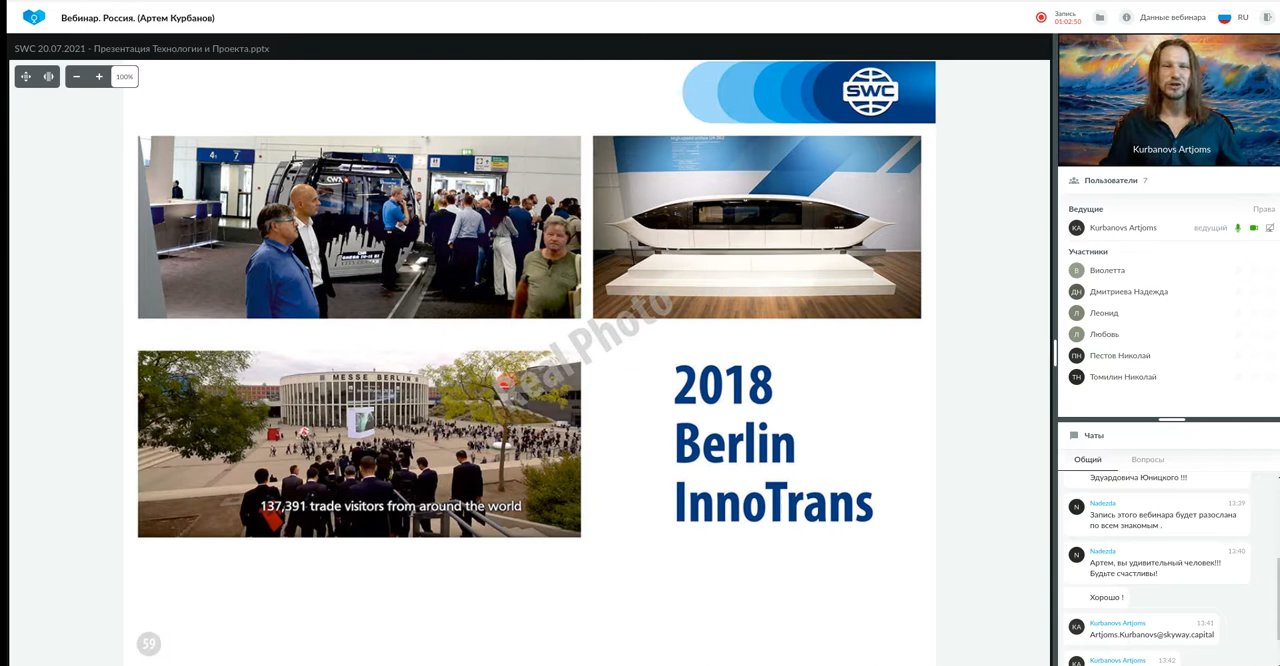 Вебинар. Россия. (Артем Курбанов)
Запись
01:02:50
Данные вебинара
RU
SWC 20.07.2021 - Презентация Технологии и Проекта.pptx
100%
SWC
4
7
7
MESSE BERLIN
137,391 trade visitors from around the world
Real Photo
2018
Berlin
InnoTrans
59
Kurbanovs Artjoms
Пользователи 7
Ведущие
Права
KA
Kurbanovs Artjoms
ведущий
Участники
В
Виолетта
ДН
Дмитриева Надежда
Л
Леонид
Л
Любовь
ПН
Пестов Николай
ТН
Томилин Николай
Чаты
Общий
Вопросы
Эдуардовича Юницкого !!!
N
Nadezda
13:39
Запись этого вебинара будет разослана
по всем знакомым .
N
Nadezda
13:40
Артем, вы удивительный человек!!!
Будьте счастливы!
Хорошо !
KA
Kurbanovs Artjoms
13:41
Artjoms.Kurbanovs@skyway.capital
KA
Kurbanovs Artjoms
13:42